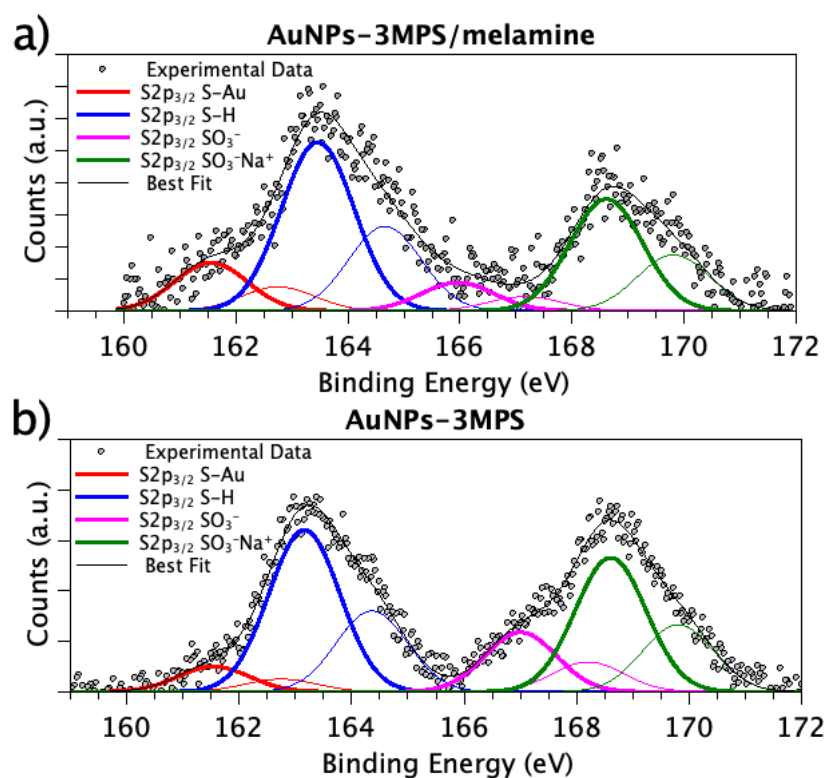 a)
AuNPs-3MPS/melamine
Experimental Data
S2p₃/₂ S-Au
S2p₃/₂ S-H
S2p₃/₂ SO₃⁻
S2p₃/₂ SO₃⁻Na⁺
Best Fit
Counts (a.u.)
160 162 164 166 168 170 172
Binding Energy (eV)
b)
AuNPs-3MPS
Experimental Data
S2p₃/₂ S-Au
S2p₃/₂ S-H
S2p₃/₂ SO₃⁻
S2p₃/₂ SO₃⁻Na⁺
Best Fit
Counts (a.u.)
160 162 164 166 168 170 172
Binding Energy (eV)